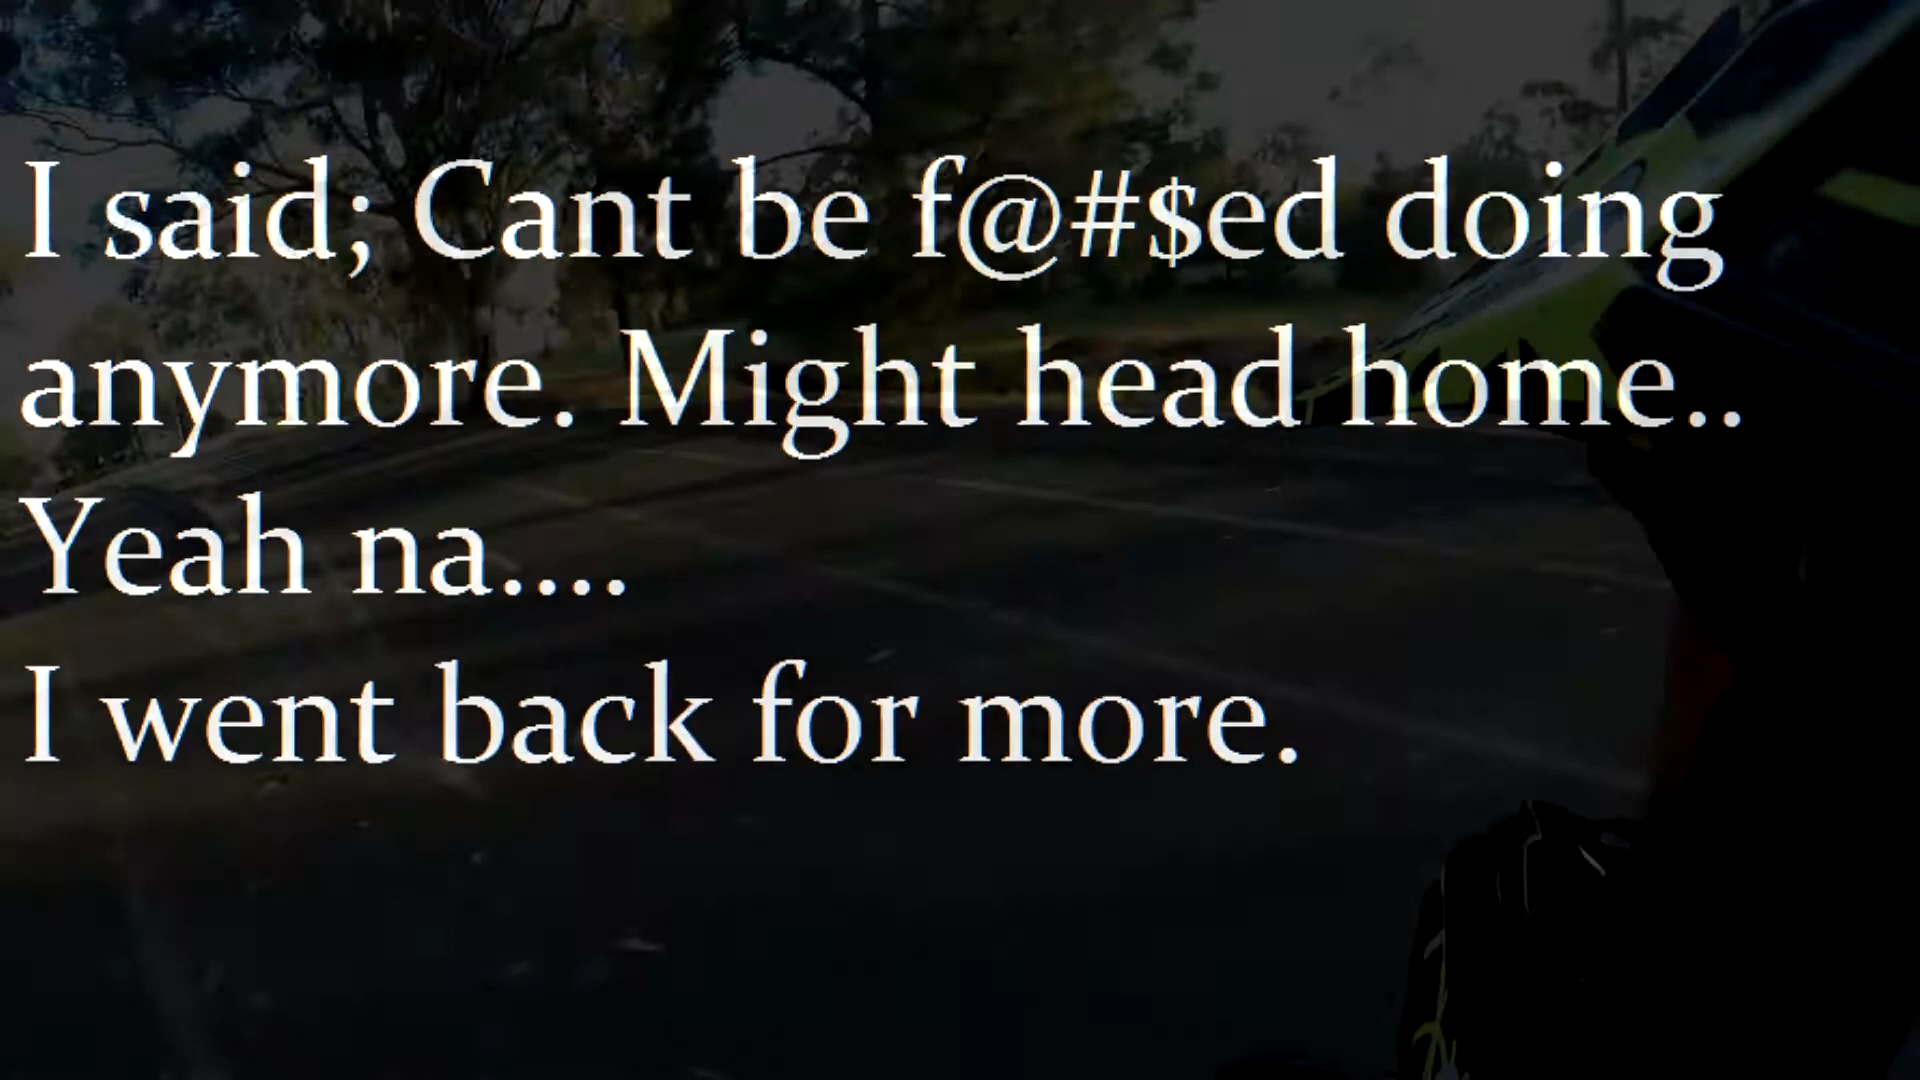 I said; Cant be f@#$ed doing
anymore. Might head home..
Yeah na....
I went back for more.